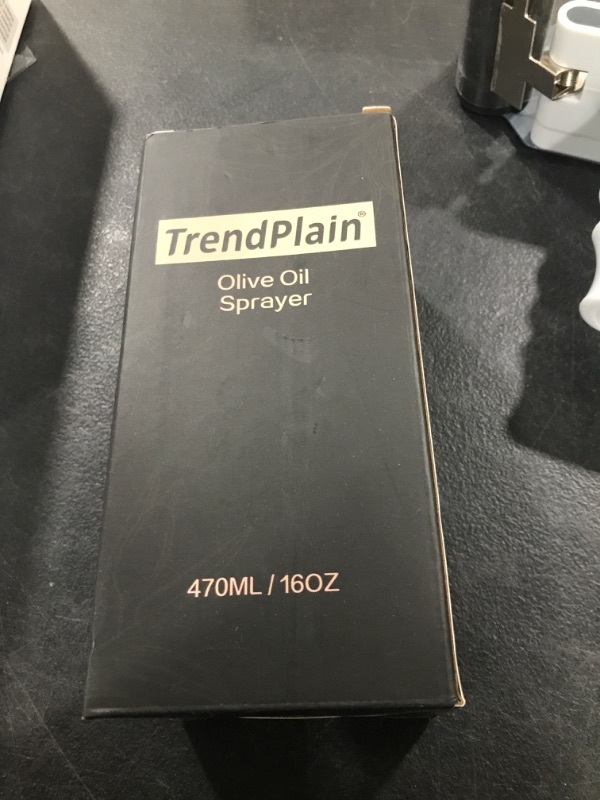 TrendPlain®
Olive Oil
Sprayer
470ML / 16OZ